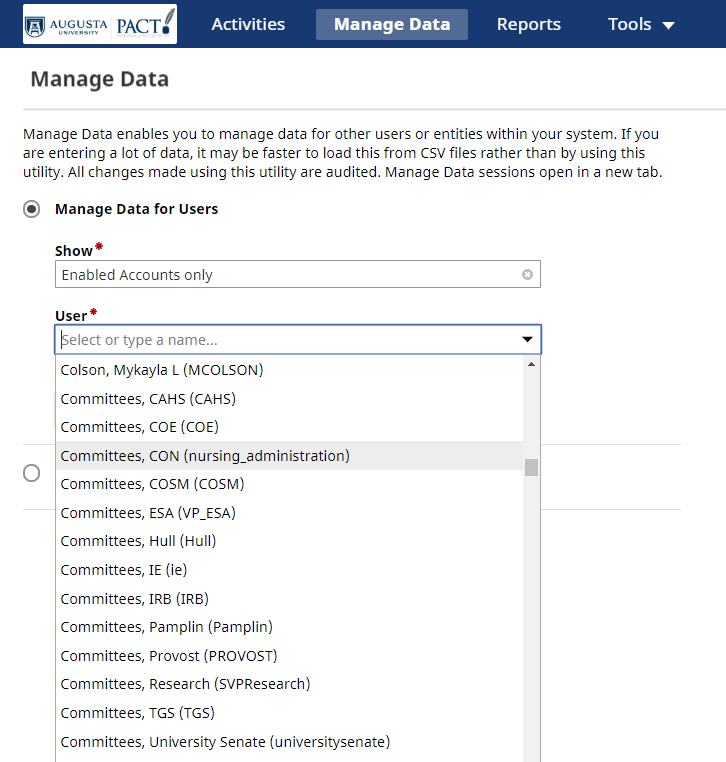 AUGUSTA
UNIVERSITY
PACT!
Activities
Manage Data
Reports
Tools
Manage Data
Manage Data enables you to manage data for other users or entities within your system. If you
are entering a lot of data, it may be faster to load this from CSV files rather than by using this
utility. All changes made using this utility are audited. Manage Data sessions open in a new tab.
Manage Data for Users
Show*
Enabled Accounts only
User*
Select or type a name...
Colson, Mykayla L (MCOLSON)
Committees, CAHS (CAHS)
Committees, COE (COE)
Committees, CON (nursing_administration)
Committees, COSM (COSM)
Committees, ESA (VP_ESA)
Committees, Hull (Hull)
Committees, IE (ie)
Committees, IRB (IRB)
Committees, Pamplin (Pamplin)
Committees, Provost (PROVOST)
Committees, Research (SVPResearch)
Committees, TGS (TGS)
Committees, University Senate (universitysenate)